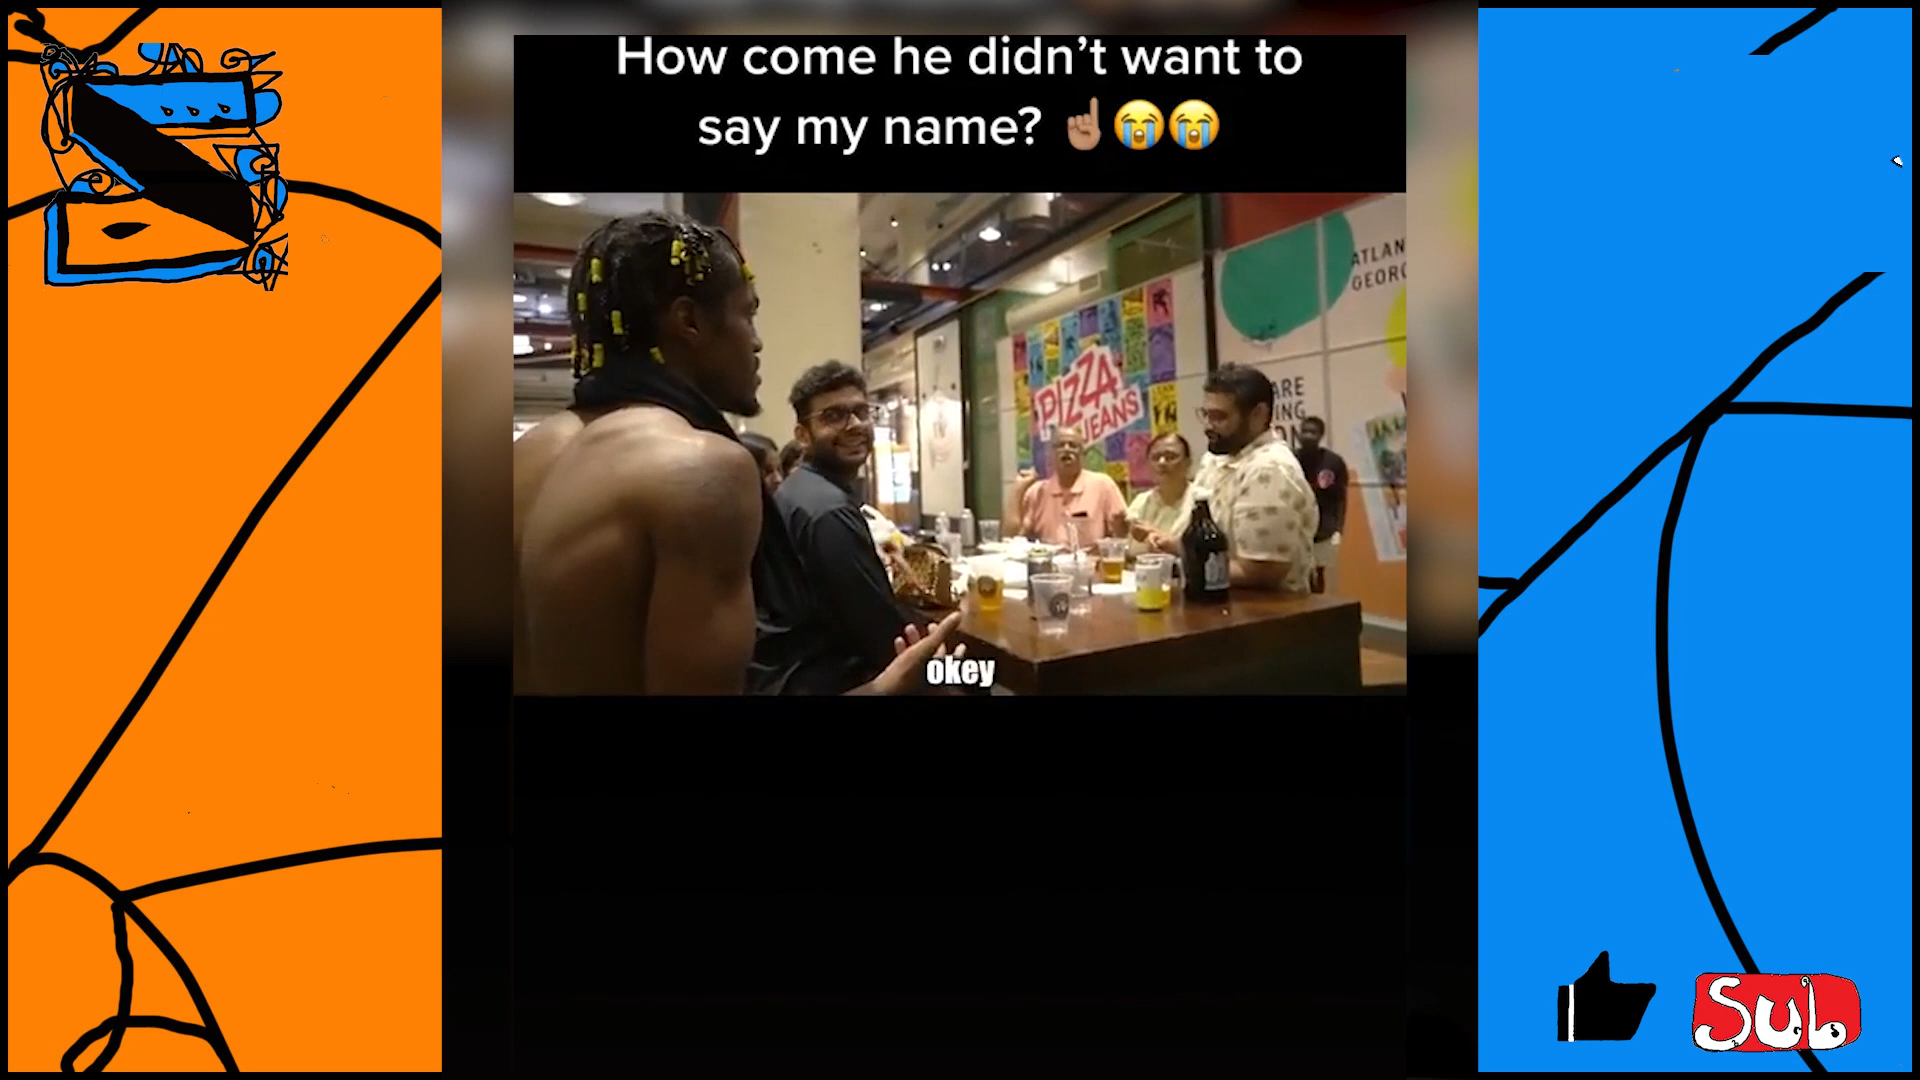 How come he didn't want to
say my name? ☝🏽😭😭
ATLAN
GEORG
PIZZA
JEANS
ARE
ING
okey
Sub